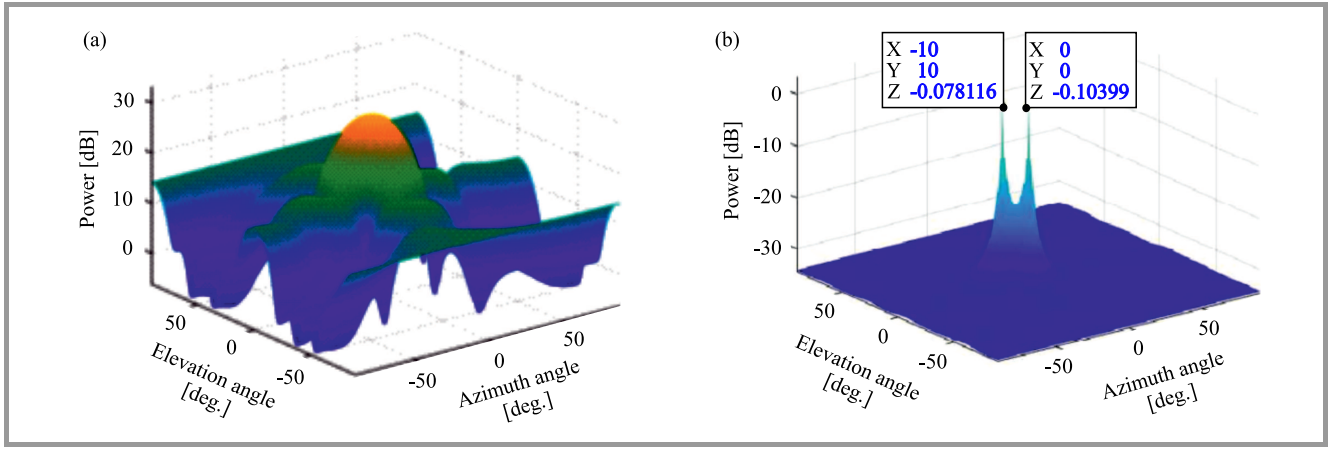 (a)
30
20
10
0
Power [dB]
50
0
-50
Elevation angle
[deg.]
-50
0
50
Azimuth angle
[deg.]
(b)
X -10
Y 10
Z -0.078116
X 0
Y 0
Z -0.10399
0
-10
-20
-30
Power [dB]
50
0
-50
Elevation angle
[deg.]
-50
0
50
Azimuth angle
[deg.]